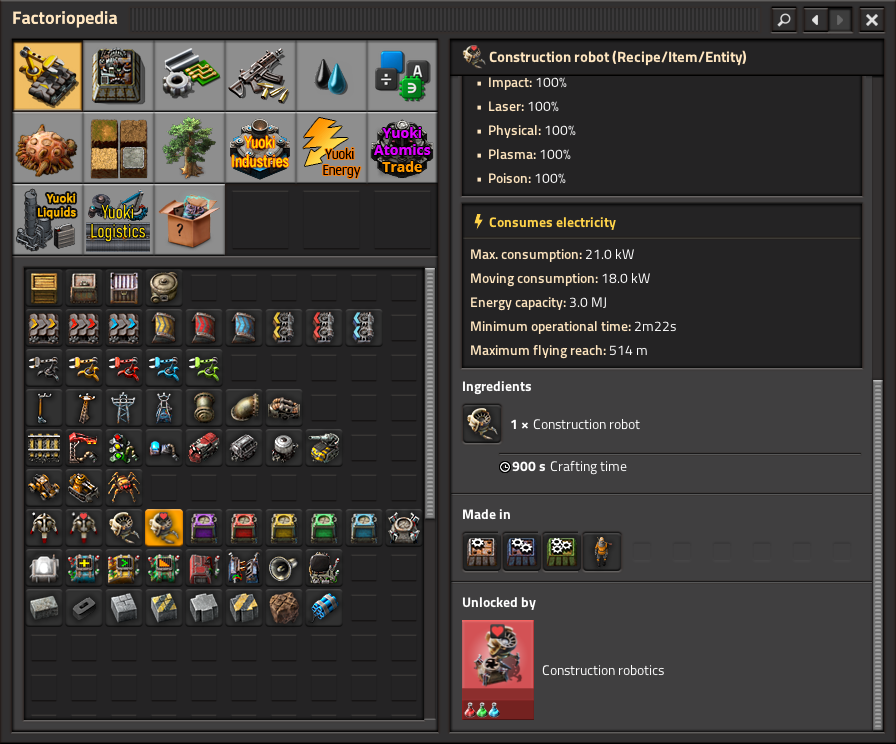 Factoriopedia
Yuoki
Industries
Yuoki
Energy
Yuoki
Atomics
Trade
Yuoki
Liquids
Yuoki
Logistics
?
Construction robot (Recipe/Item/Entity)
Impact: 100%
Laser: 100%
Physical: 100%
Plasma: 100%
Poison: 100%
Consumes electricity
Max. consumption: 21.0 kW
Moving consumption: 18.0 kW
Energy capacity: 3.0 MJ
Minimum operational time: 2m22s
Maximum flying reach: 514 m
Ingredients
1 × Construction robot
900 s Crafting time
Made in
Unlocked by
Construction robotics